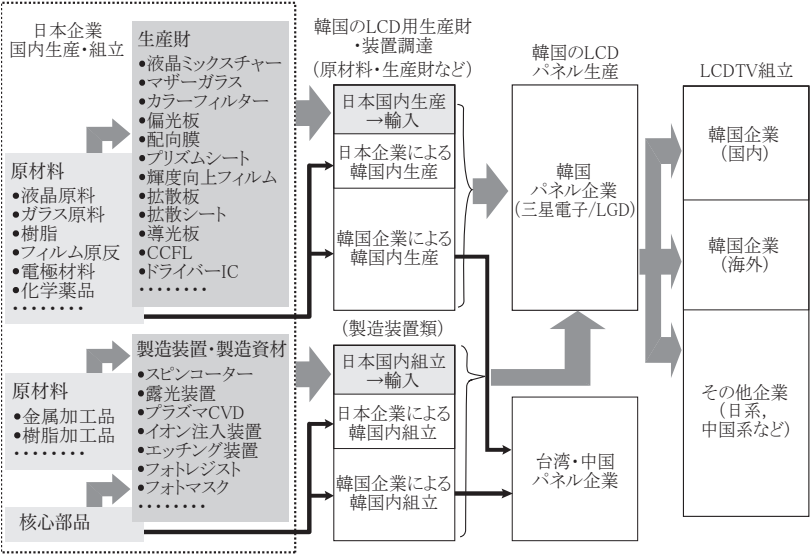 日本企業
国内生産・組立
原材料
●液晶原料
●ガラス原料
●樹脂
●フィルム原反
●電極材料
●化学薬品
・・・・・・・・
生産財
●液晶ミックスチャー
●マザーガラス
●カラーフィルター
●偏光板
●配向膜
●プリズムシート
●輝度向上フィルム
●拡散板
●拡散シート
●導光板
●CCFL
●ドライバーIC
・・・・・・・・
原材料
●金属加工品
●樹脂加工品
・・・・・・・・
核心部品
製造装置・製造資材
●スピンコーター
●露光装置
●プラズマCVD
●イオン注入装置
●エッチング装置
●フォトレジスト
●フォトマスク
・・・・・・・・
韓国のLCD用生産財
・装置調達
(原材料・生産財など)
日本国内生産
→輸入
日本企業による
韓国内生産
韓国企業による
韓国内生産
(製造装置類)
日本国内組立
→輸入
日本企業による
韓国内組立
韓国企業による
韓国内組立
韓国のLCD
パネル生産
韓国
パネル企業
(三星電子/LGD)
台湾・中国
パネル企業
LCDTV組立
韓国企業
(国内)
韓国企業
(海外)
その他企業
(日系,
中国系など)